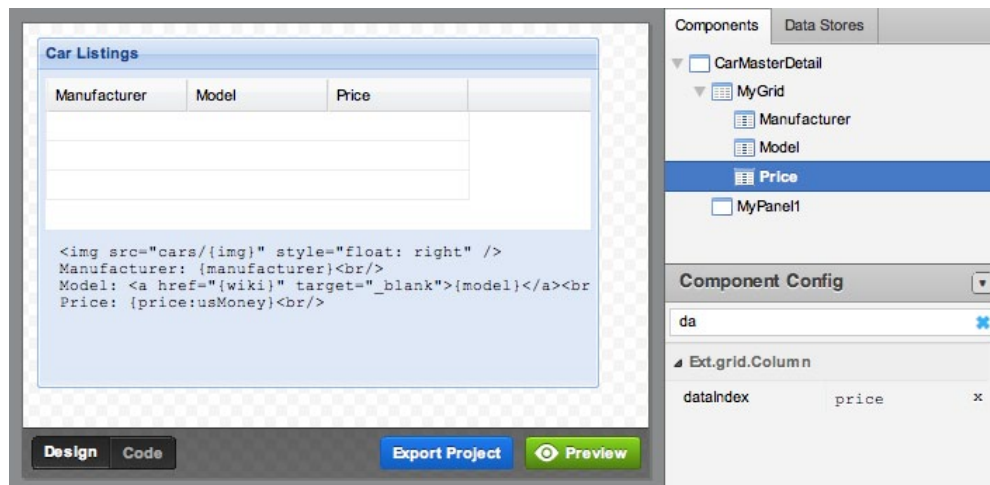 Car Listings
Manufacturer Model Price
<img src="cars/{img}" style="float: right" />
Manufacturer: {manufacturer}<br/>
Model: <a href="{wiki}" target="_blank">{model}</a><br
Price: {price:usMoney}<br/>
Design Code Export Project Preview
Components Data Stores
CarMasterDetail
MyGrid
Manufacturer
Model
Price
MyPanel1
Component Config
da
Ext.grid.Column
dataIndex price x